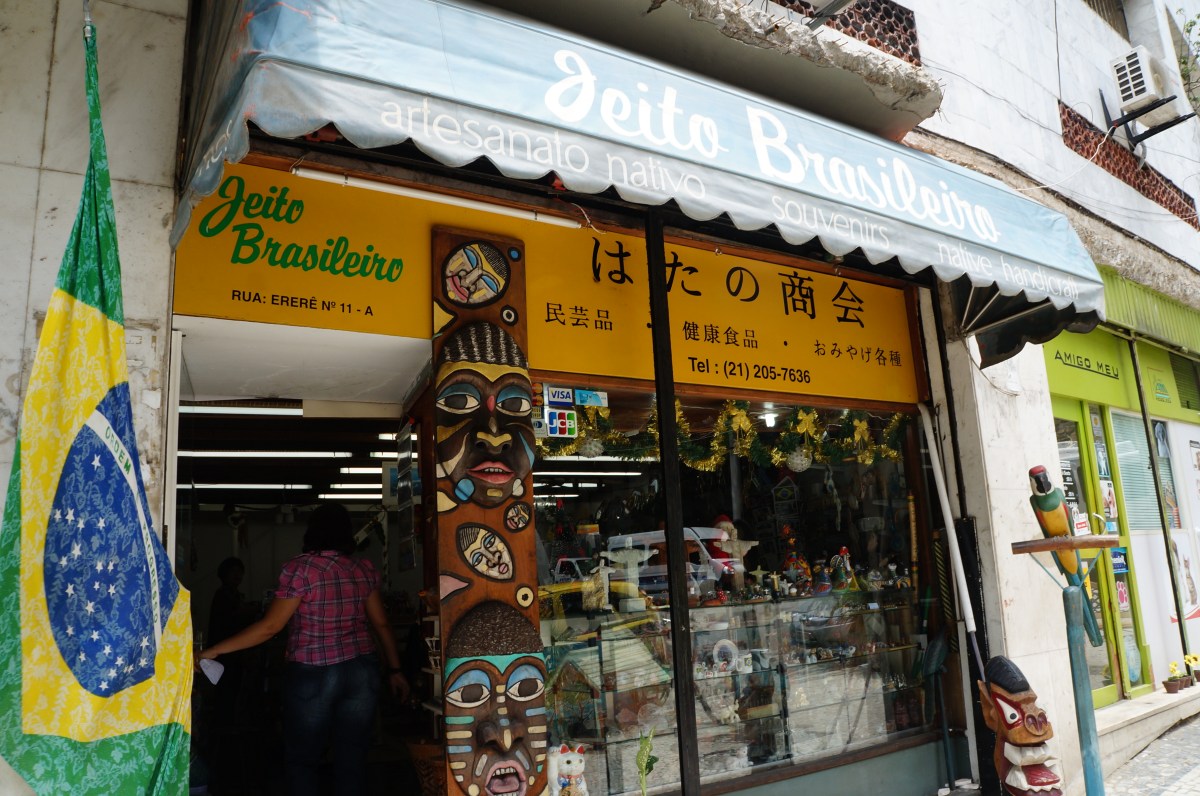 Jeito Brasileiro
artesanato nativo souvenirs native handicraft
Jeito
Brasileiro
RUA: ERERÊ Nº 11 - A
はたの商会
民芸品 ・ 健康食品 ・ おみやげ各種
Tel : (21) 205-7636
VISA
JCB
AMIGO MEU